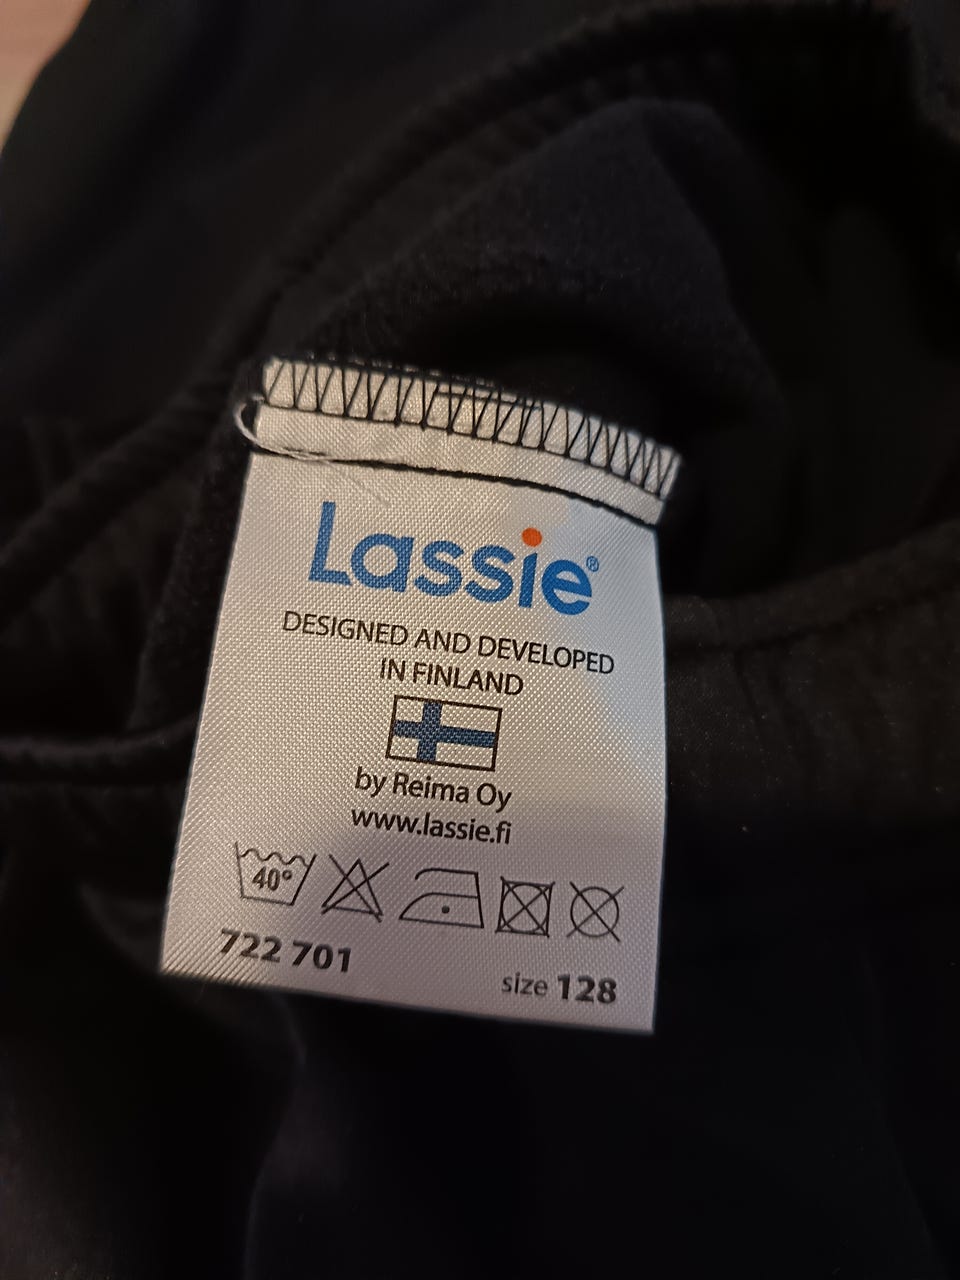 Lassie®
DESIGNED AND DEVELOPED
IN FINLAND
by Reima Oy
www.lassie.fi
40°
722 701
size 128